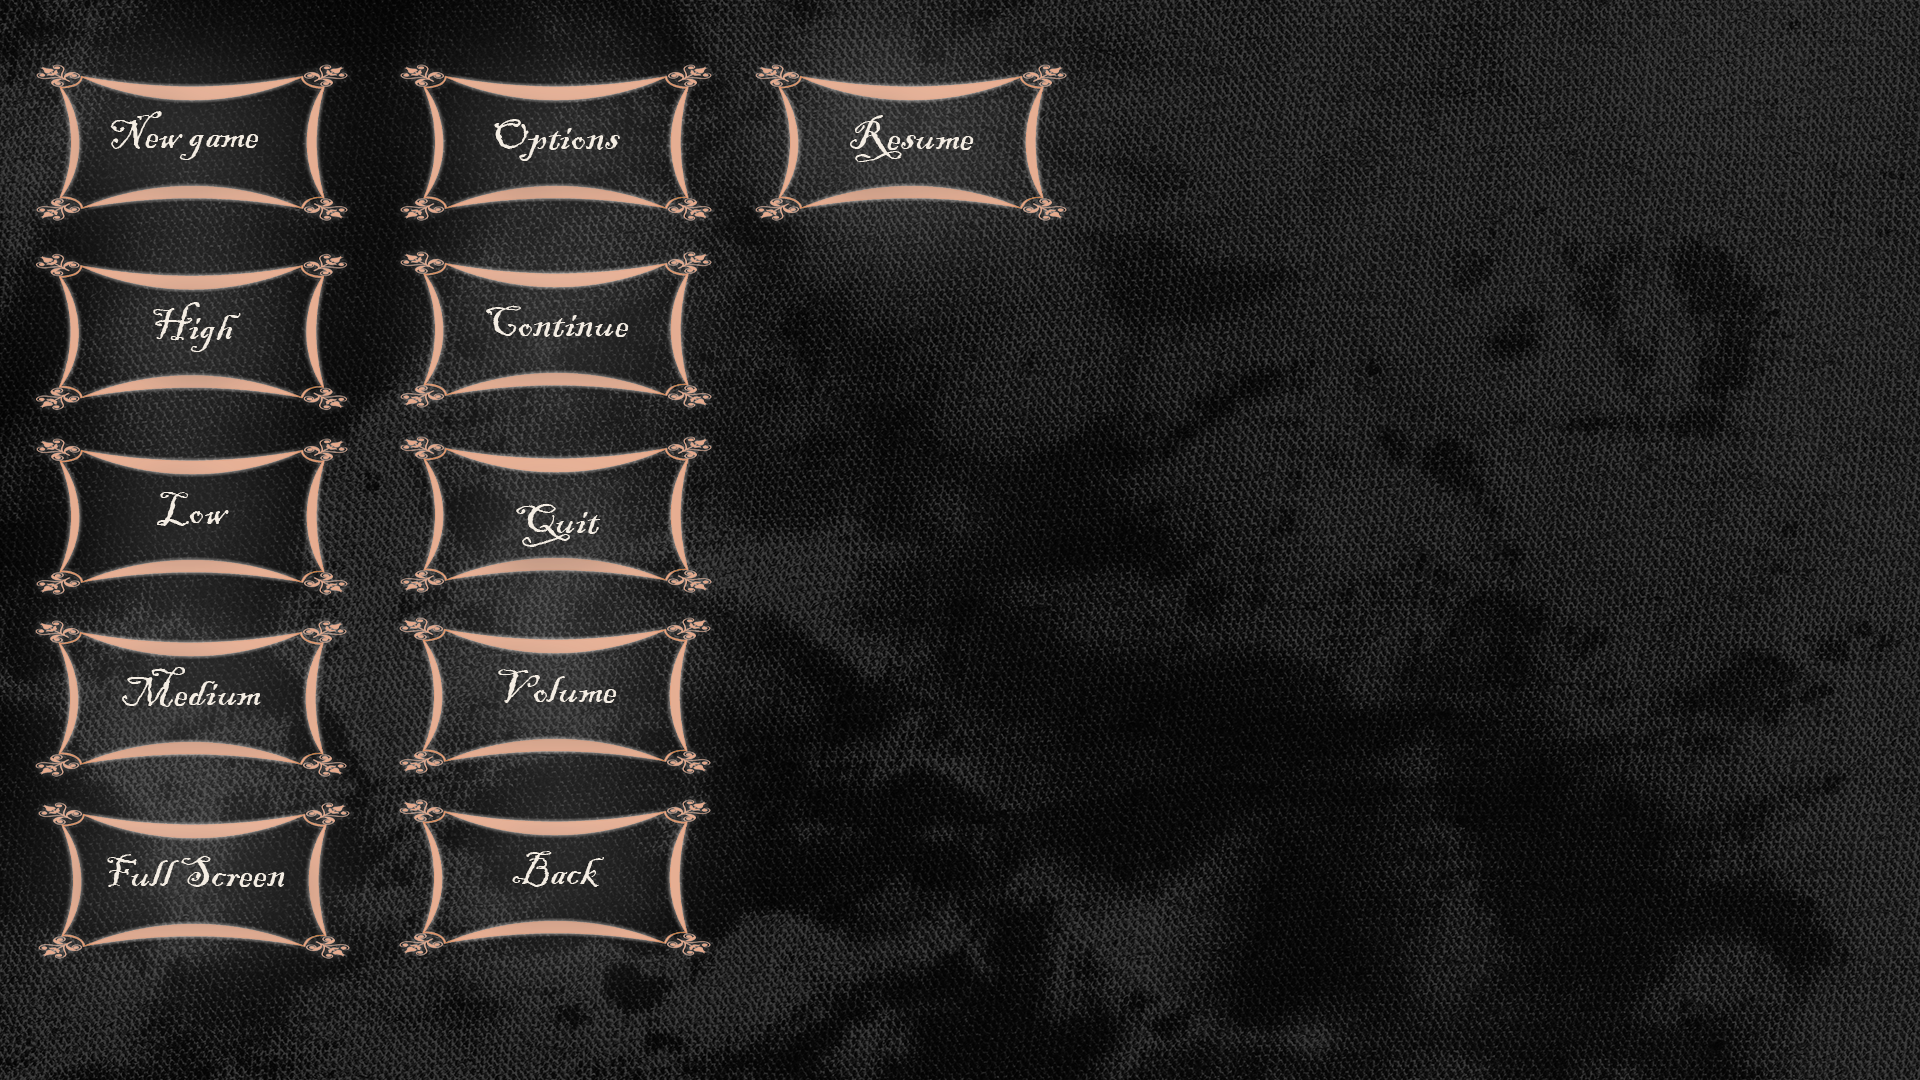 New game
Options
Resume
High
Continue
Low
Quit
Medium
Volume
Full Screen
Back